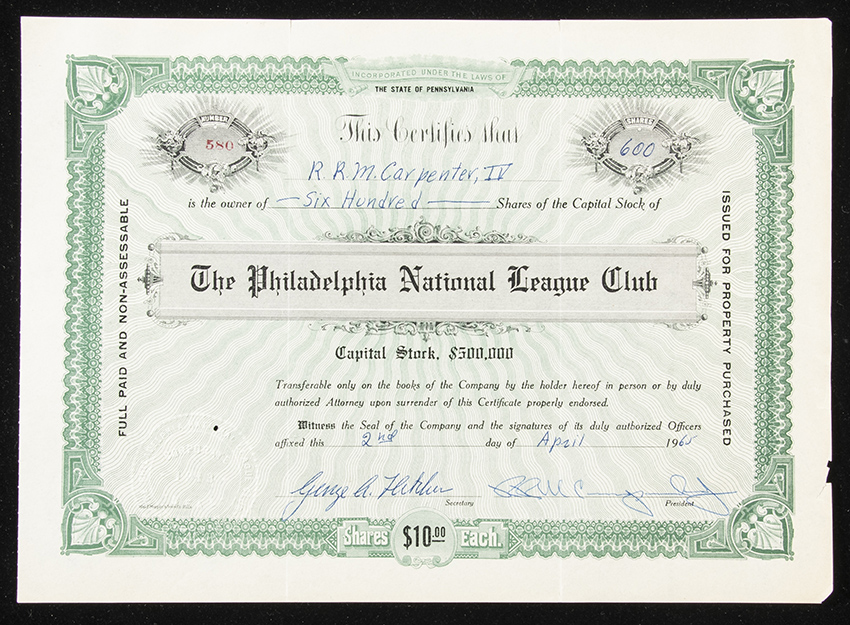 INCORPORATED UNDER THE LAWS OF
THE STATE OF PENNSYLVANIA
NUMBER
580
This Certifies that
SHARES
600
R. R. M. Carpenter, IV
is the owner of —Six Hundred— Shares of the Capital Stock of
The Philadelphia National League Club
Capital Stock, $500,000
Transferable only on the books of the Company by the holder hereof in person or by duly
authorized Attorney upon surrender of this Certificate properly endorsed.
Witness the Seal of the Company and the signatures of its duly authorized Officers
affixed this 2nd day of April 1965
George A. Fletcher
Secretary
President
Shares $10.00 Each.
FULL PAID AND NON-ASSESSABLE
ISSUED FOR PROPERTY PURCHASED